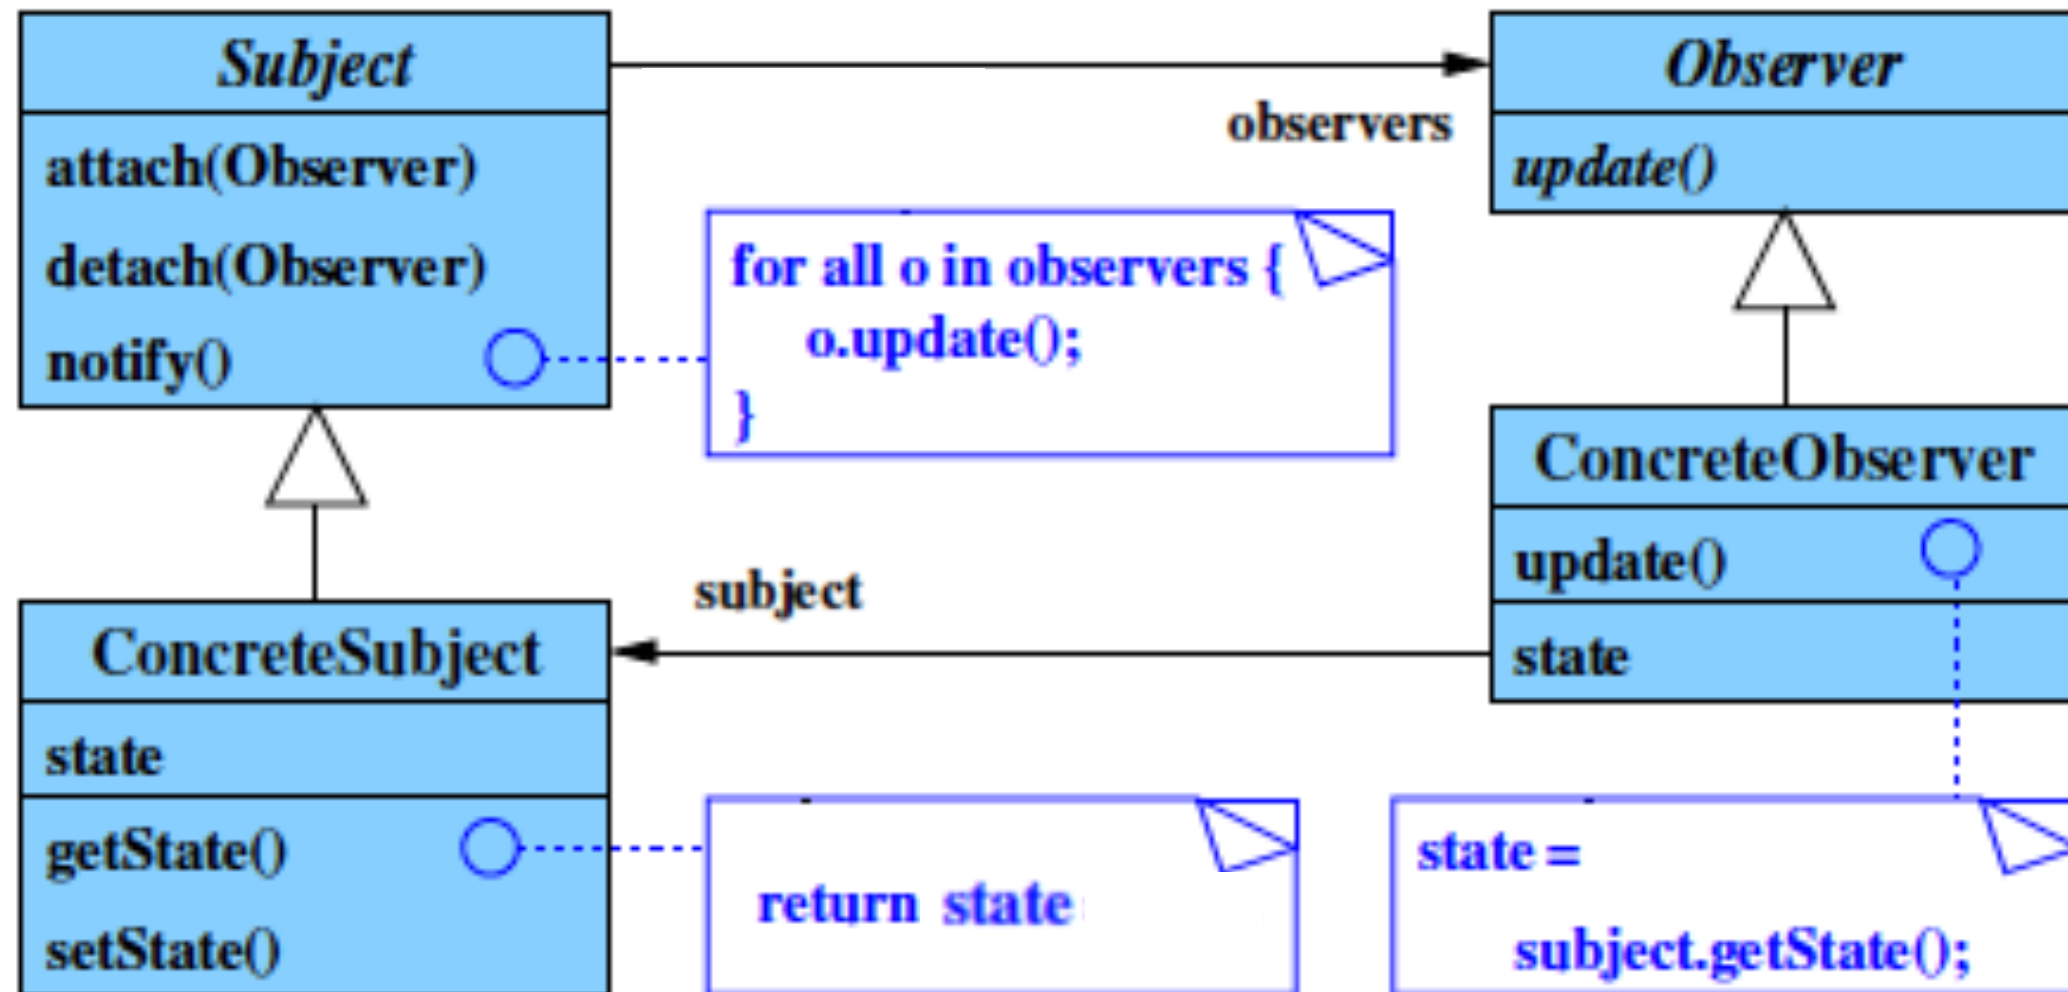 Subject
attach(Observer)
detach(Observer)
notify()
observers
Observer
update()
for all o in observers {
o.update();
}
ConcreteObserver
update()
state
subject
ConcreteSubject
state
getState()
setState()
return state
state =
subject.getState();